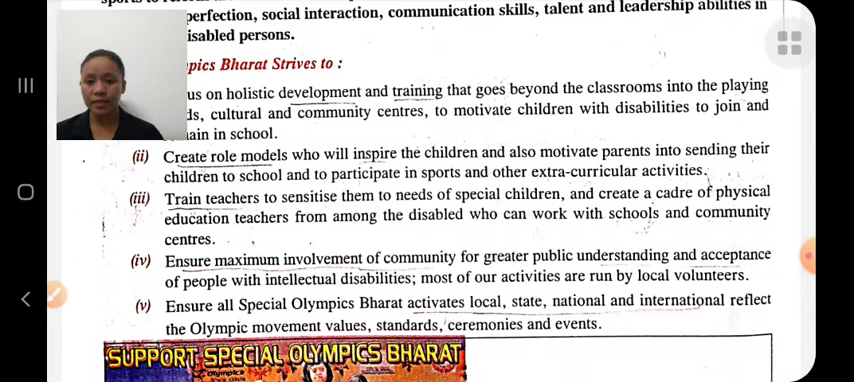 perfection, social interaction, communication skills, talent and leadership abilities in
isabled persons.
pics Bharat Strives to :
us on holistic development and training that goes beyond the classrooms into the playing
ds, cultural and community centres, to motivate children with disabilities to join and
ain in school.
(ii) Create role models who will inspire the children and also motivate parents into sending their
children to school and to participate in sports and other extra-curricular activities.
(iii) Train teachers to sensitise them to needs of special children, and create a cadre of physical
education teachers from among the disabled who can work with schools and community
centres.
(iv) Ensure maximum involvement of community for greater public understanding and acceptance
of people with intellectual disabilities; most of our activities are run by local volunteers.
(v) Ensure all Special Olympics Bharat activates local, state, national and international reflect
the Olympic movement values, standards, ceremonies and events.
SUPPORT SPECIAL OLYMPICS BHARAT
Olympics